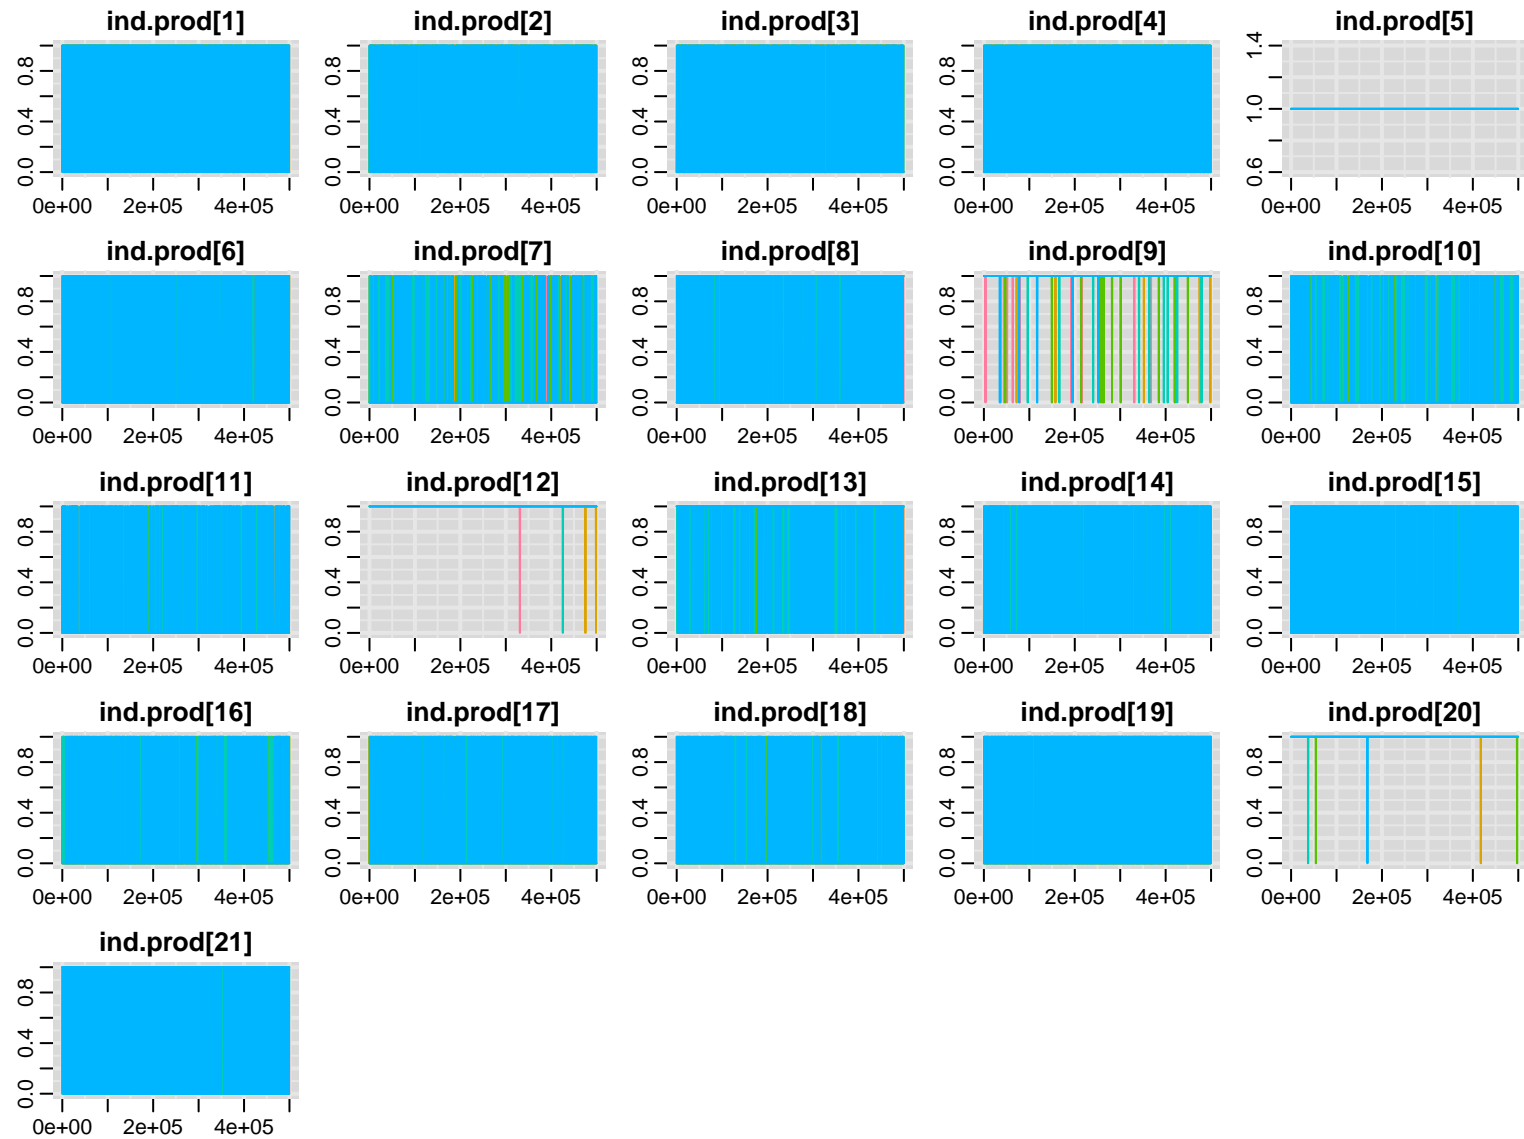 ind.prod[1] ind.prod[2] ind.prod[3] ind.prod[4] ind.prod[5]
0.0 0.4 0.8 0.0 0.4 0.8 0.0 0.4 0.8 0.0 0.4 0.8 0.6 1.0 1.4
0e+00 2e+05 4e+05 0e+00 2e+05 4e+05 0e+00 2e+05 4e+05 0e+00 2e+05 4e+05 0e+00 2e+05 4e+05
ind.prod[6] ind.prod[7] ind.prod[8] ind.prod[9] ind.prod[10]
0.0 0.4 0.8 0.0 0.4 0.8 0.0 0.4 0.8 0.0 0.4 0.8 0.0 0.4 0.8
0e+00 2e+05 4e+05 0e+00 2e+05 4e+05 0e+00 2e+05 4e+05 0e+00 2e+05 4e+05 0e+00 2e+05 4e+05
ind.prod[11] ind.prod[12] ind.prod[13] ind.prod[14] ind.prod[15]
0.0 0.4 0.8 0.0 0.4 0.8 0.0 0.4 0.8 0.0 0.4 0.8 0.0 0.4 0.8
0e+00 2e+05 4e+05 0e+00 2e+05 4e+05 0e+00 2e+05 4e+05 0e+00 2e+05 4e+05 0e+00 2e+05 4e+05
ind.prod[16] ind.prod[17] ind.prod[18] ind.prod[19] ind.prod[20]
0.0 0.4 0.8 0.0 0.4 0.8 0.0 0.4 0.8 0.0 0.4 0.8 0.0 0.4 0.8
0e+00 2e+05 4e+05 0e+00 2e+05 4e+05 0e+00 2e+05 4e+05 0e+00 2e+05 4e+05 0e+00 2e+05 4e+05
ind.prod[21]
0.0 0.4 0.8
0e+00 2e+05 4e+05